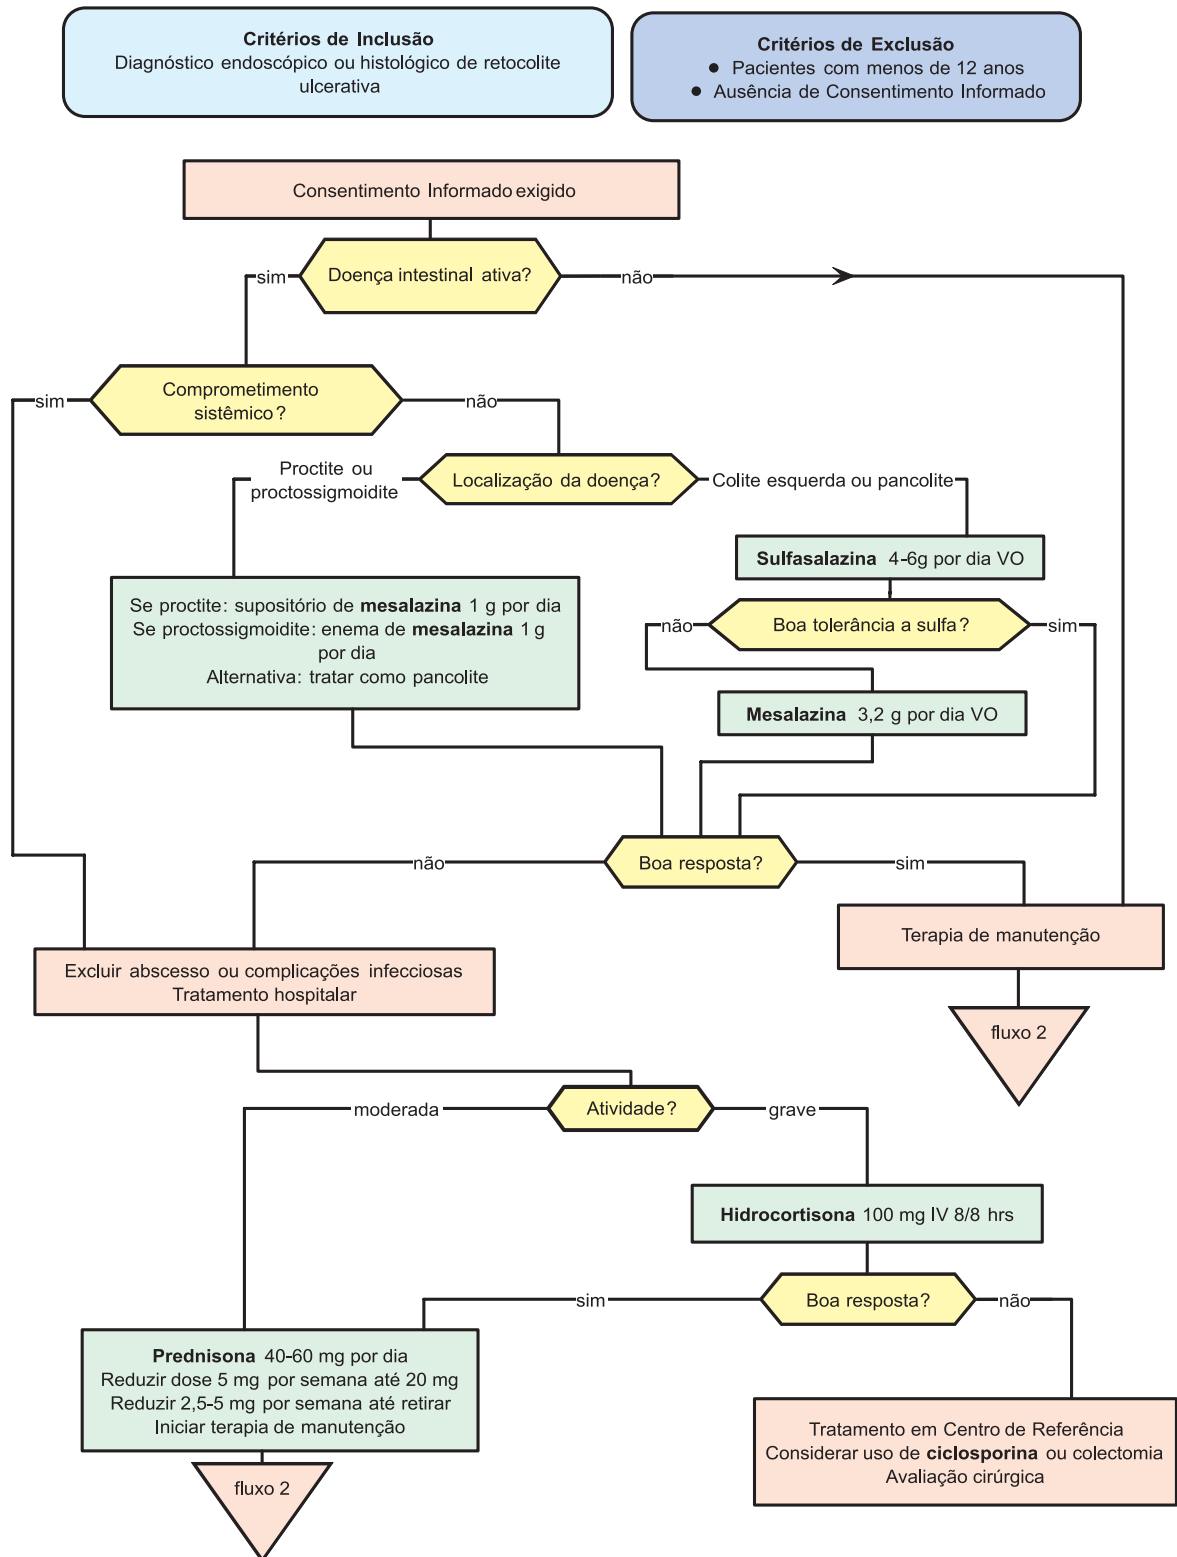 Critérios de Inclusão
Diagnóstico endoscópico ou histológico de retocolite
ulcerativa
Critérios de Exclusão
● Pacientes com menos de 12 anos
● Ausência de Consentimento Informado
Consentimento Informado exigido
Doença intestinal ativa?
sim
não
Comprometimento
sistêmico?
sim
não
Localização da doença?
Proctite ou
proctossigmoidite
Colite esquerda ou pancolite
Sulfasalazina 4-6g por dia VO
Se proctite: supositório de mesalazina 1 g por dia
Se proctossigmoidite: enema de mesalazina 1 g
por dia
Alternativa: tratar como pancolite
Boa tolerância a sulfa?
não
sim
Mesalazina 3,2 g por dia VO
Boa resposta?
não
sim
Terapia de manutenção
Excluir abscesso ou complicações infecciosas
Tratamento hospitalar
fluxo 2
Atividade?
moderada
grave
Hidrocortisona 100 mg IV 8/8 hrs
Boa resposta?
sim
não
Prednisona 40-60 mg por dia
Reduzir dose 5 mg por semana até 20 mg
Reduzir 2,5-5 mg por semana até retirar
Iniciar terapia de manutenção
Tratamento em Centro de Referência
Considerar uso de ciclosporina ou colectomia
Avaliação cirúrgica
fluxo 2